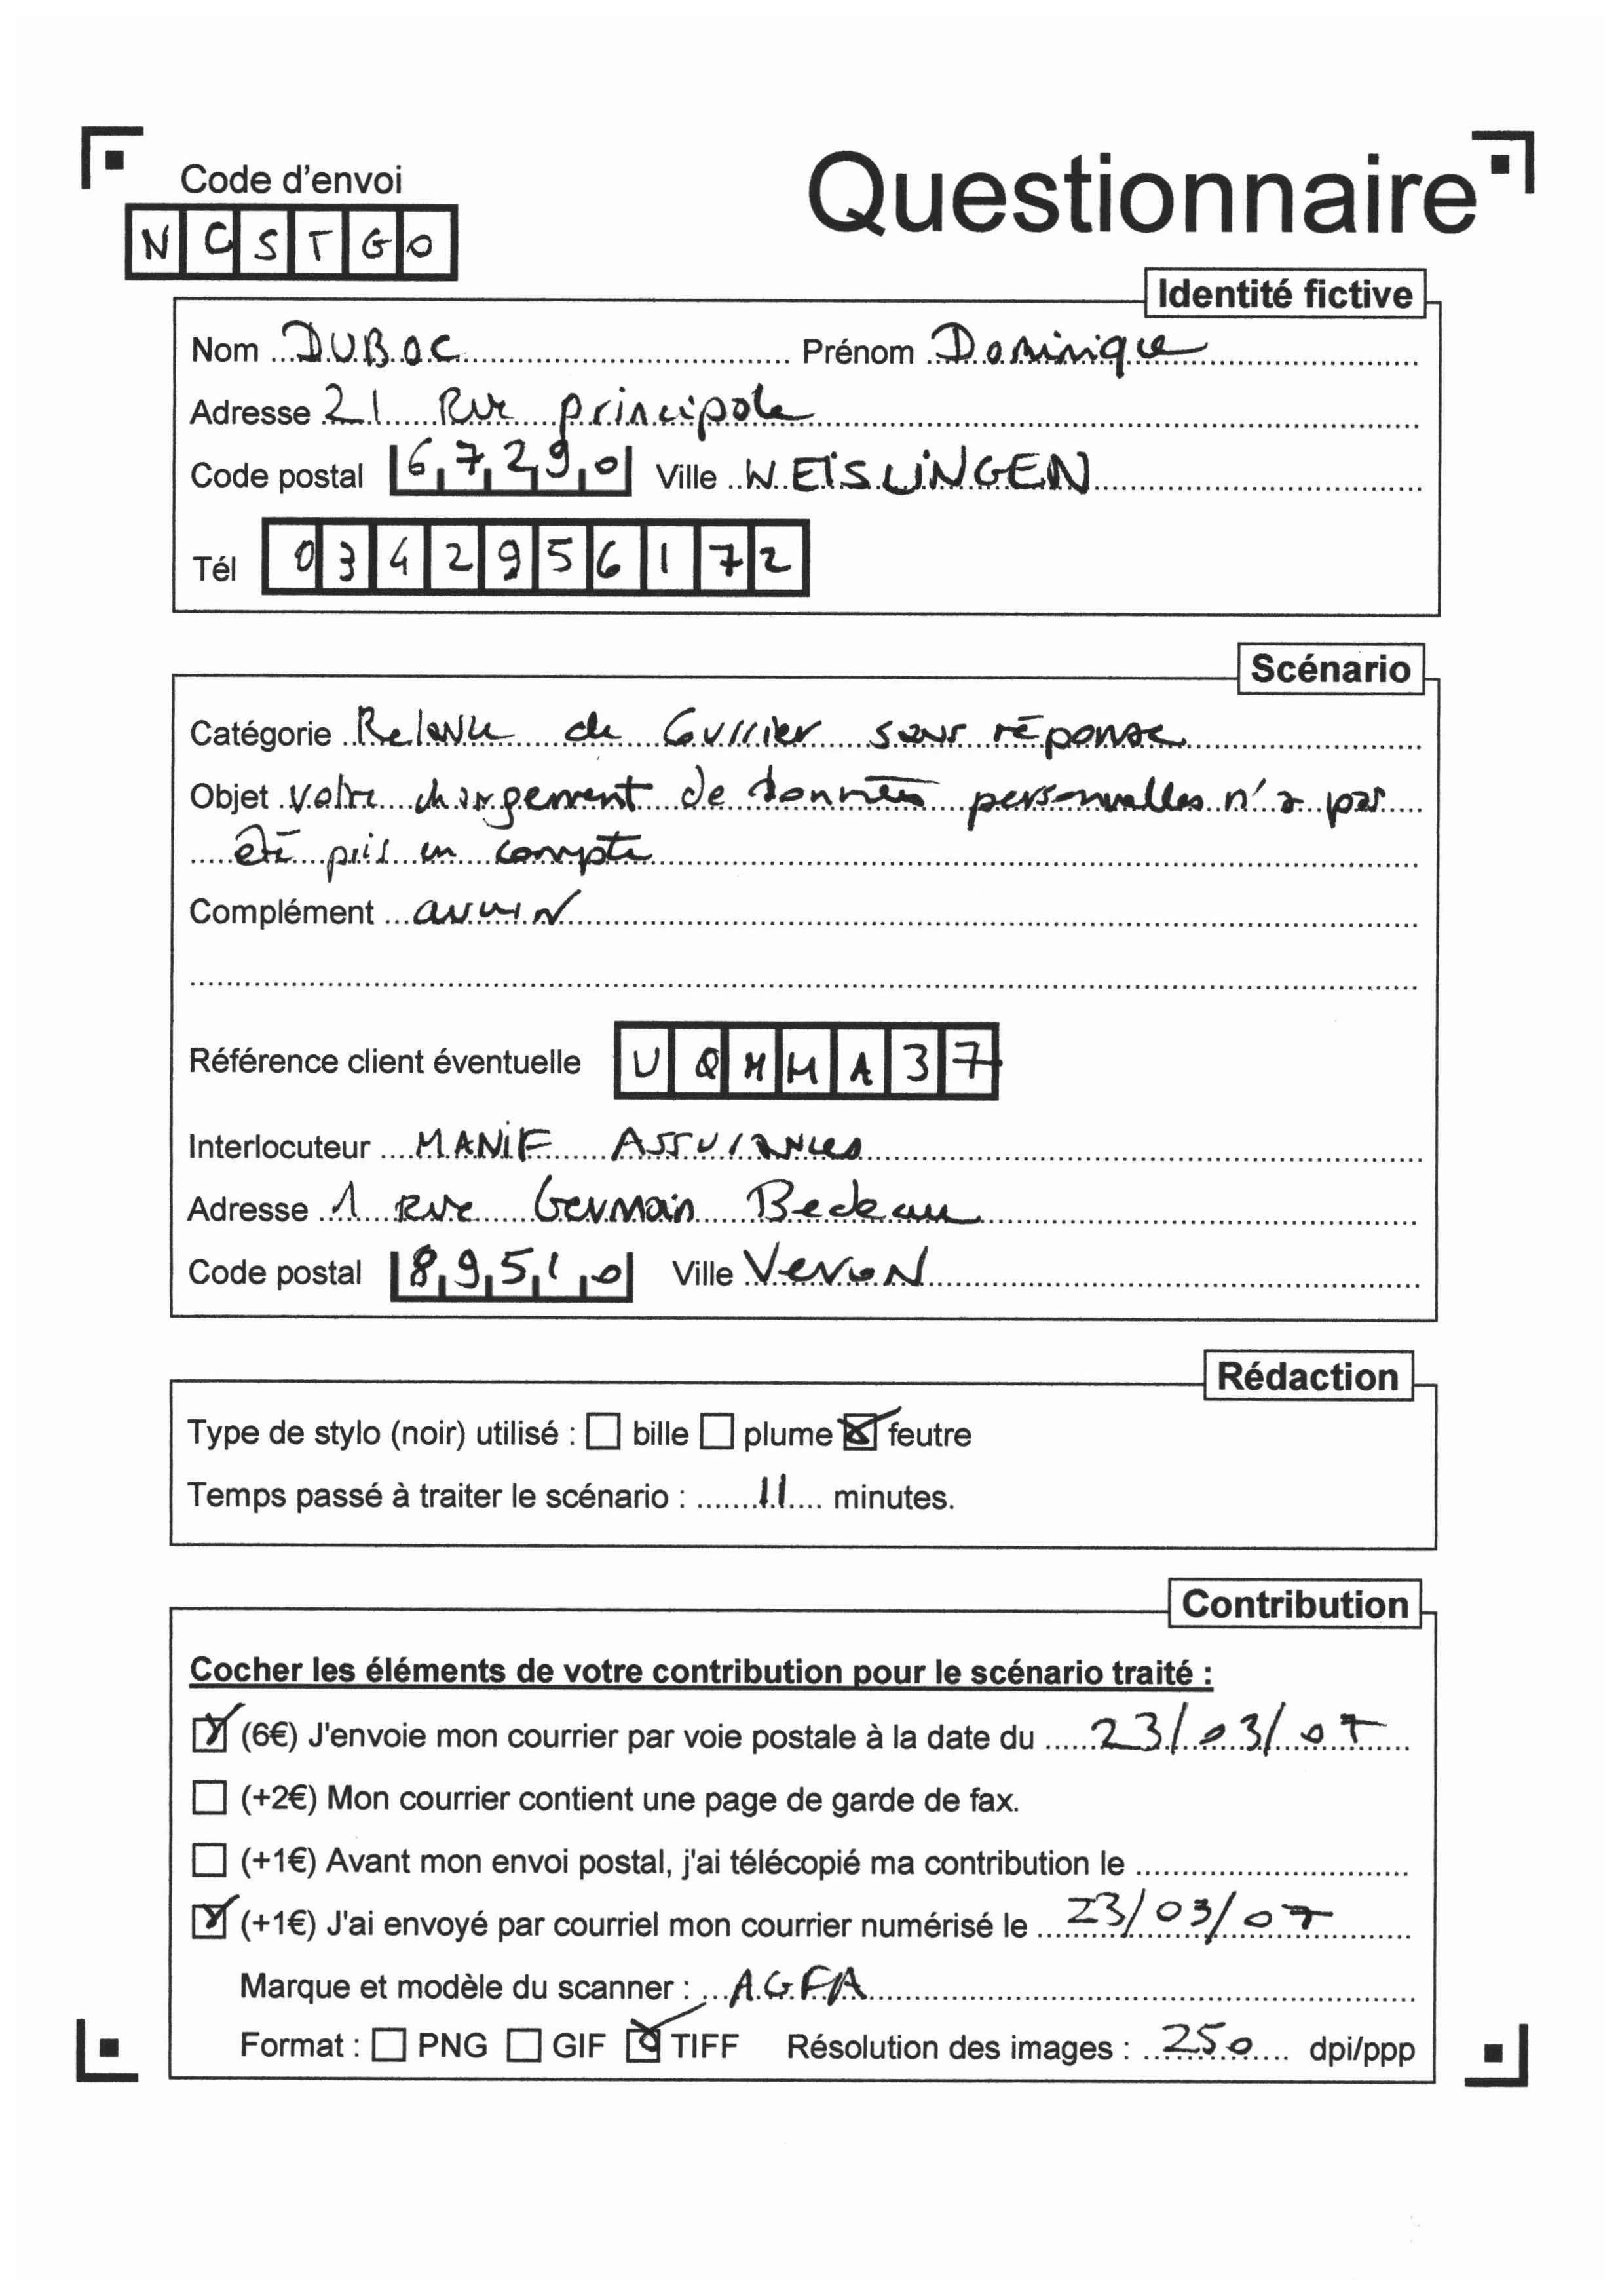 Code d'envoi
Questionnaire
N C S T G O
Identité fictive
Nom DUBOC Prénom Dominique
Adresse 21 Rue principale
Code postal 67290 Ville WEISLINGEN
Tél 0342956172
Scénario
Catégorie Relance de Courrier sans réponse
Objet Votre changement de données personnelles n'a pas
été pris en compte
Complément aucun
Référence client éventuelle U Q M M A 3 7
Interlocuteur MANIF Assurances
Adresse 1 Rue Germain Bedeau
Code postal 89510 Ville Veron
Rédaction
Type de stylo (noir) utilisé : bille plume feutre
Temps passé à traiter le scénario : 11 minutes.
Contribution
Cocher les éléments de votre contribution pour le scénario traité :
(6€) J'envoie mon courrier par voie postale à la date du 23/03/07
(+2€) Mon courrier contient une page de garde de fax.
(+1€) Avant mon envoi postal, j'ai télécopié ma contribution le
(+1€) J'ai envoyé par courriel mon courrier numérisé le 23/03/07
Marque et modèle du scanner : AGFA
Format : PNG GIF TIFF Résolution des images : 250 dpi/ppp